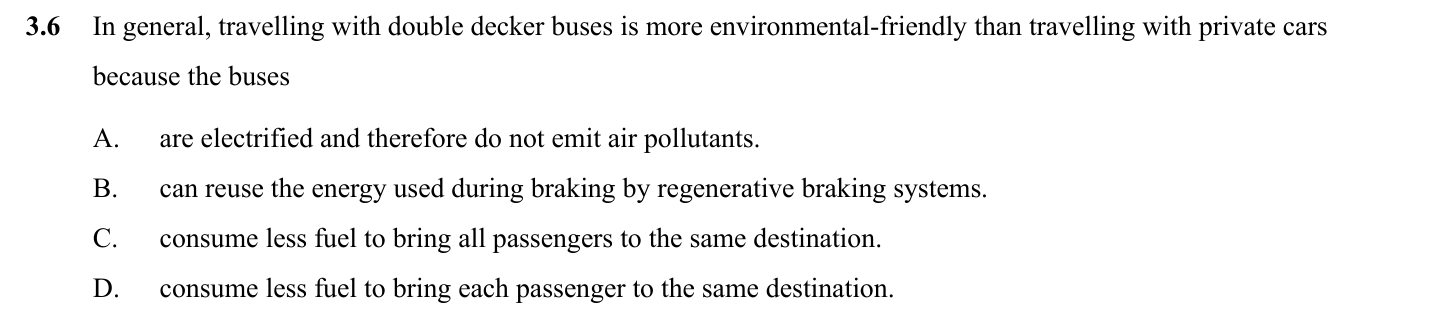 3.6 In general, travelling with double decker buses is more environmental-friendly than travelling with private cars
because the buses
A. are electrified and therefore do not emit air pollutants.
B. can reuse the energy used during braking by regenerative braking systems.
C. consume less fuel to bring all passengers to the same destination.
D. consume less fuel to bring each passenger to the same destination.